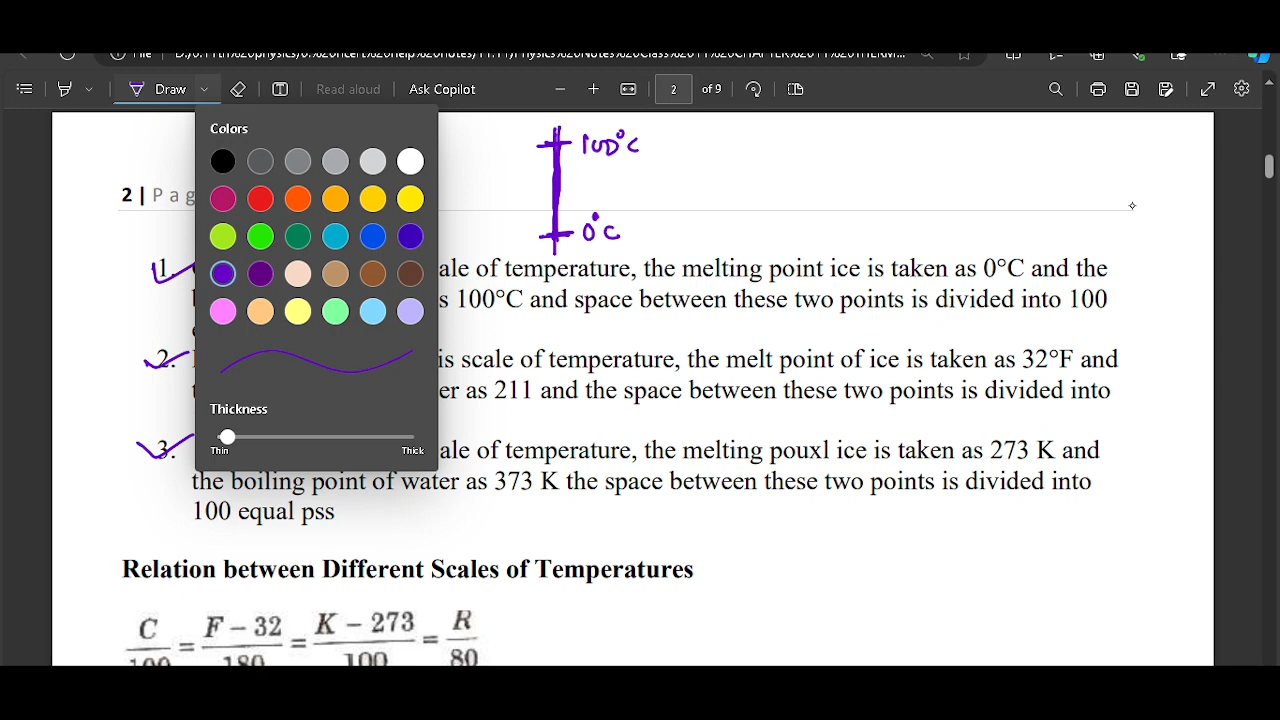 Draw
Read aloud
Ask Copilot
2 of 9
Colors
Thickness
Thin
Thick
100°C
0°C
2 | Pag
1. ale of temperature, the melting point ice is taken as 0°C and the
s 100°C and space between these two points is divided into 100
2. is scale of temperature, the melt point of ice is taken as 32°F and
er as 211 and the space between these two points is divided into
3. ale of temperature, the melting pouxl ice is taken as 273 K and
the boiling point of water as 373 K the space between these two points is divided into
100 equal pss
Relation between Different Scales of Temperatures
C/100 = F – 32/180 = K – 273/100 = R/80